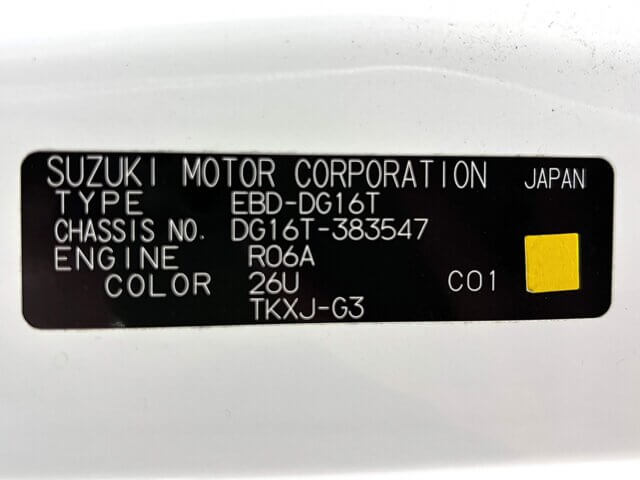 SUZUKI MOTOR CORPORATION JAPAN
TYPE EBD-DG16T
CHASSIS NO. DG16T-383547
ENGINE R06A
COLOR 26U C01
TKXJ-G3